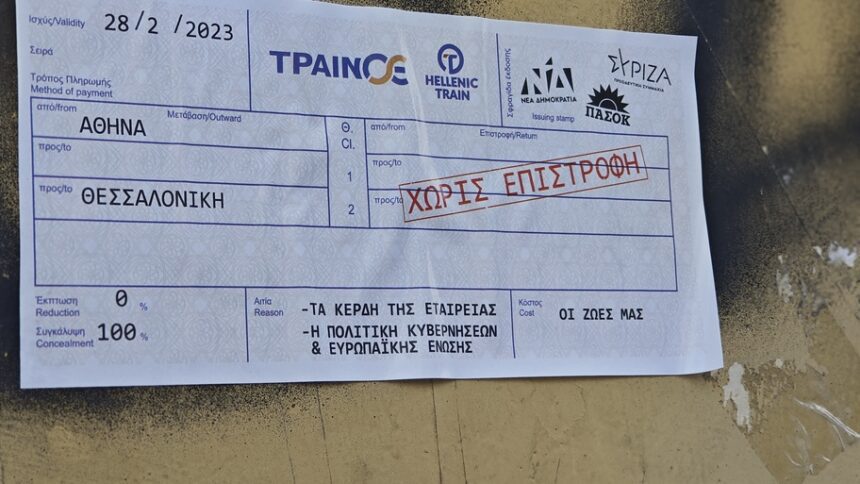 Ισχύς/Validity 28/2 /2023
Σειρά
Τρόπος Πληρωμής
Method of payment
ΤΡΑΙΝΟΣΕ
HELLENIC
TRAIN
Σφραγίδα έκδοσης
ΝΔ
ΝΕΑ ΔΗΜΟΚΡΑΤΙΑ
ΣΥΡΙΖΑ
ΠΡΟΟΔΕΥΤΙΚΗ ΣΥΜΜΑΧΙΑ
ΠΑΣΟΚ
Issuing stamp
από/from
Μετάβαση/Outward
ΑΘΗΝΑ
προς/to
προς/to
ΘΕΣΣΑΛΟΝΙΚΗ
Θ.
Cl.
1
2
από/from
Επιστροφή/Return
προς/to
προς/to
ΧΩΡΙΣ ΕΠΙΣΤΡΟΦΗ
Έκπτωση
Reduction
0 %
Συγκάλυψη
Concealment
100 %
Αιτία
Reason
-ΤΑ ΚΕΡΔΗ ΤΗΣ ΕΤΑΙΡΕΙΑΣ
-Η ΠΟΛΙΤΙΚΗ ΚΥΒΕΡΝΗΣΕΩΝ
& ΕΥΡΩΠΑΪΚΗΣ ΕΝΩΣΗΣ
Κόστος
Cost
ΟΙ ΖΩΕΣ ΜΑΣ